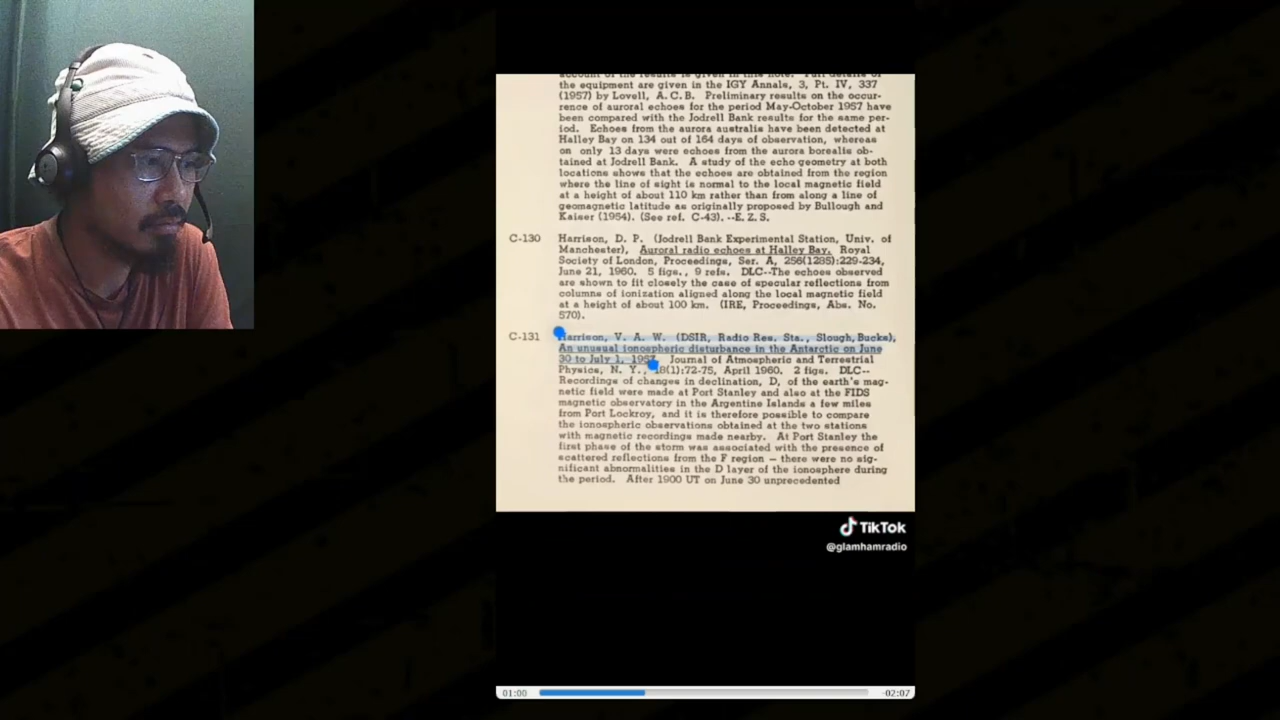 account of the results is given in this note. Full details of
the equipment are given in the IGY Annals, 3, Pt. IV, 337
(1957) by Lovell, A. C. B. Preliminary results on the occur-
rence of auroral echoes for the period May-October 1957 have
been compared with the Jodrell Bank results for the same per-
iod. Echoes from the aurora australis have been detected at
Halley Bay on 134 out of 164 days of observation, whereas
on only 13 days were echoes from the aurora borealis ob-
tained at Jodrell Bank. A study of the echo geometry at both
locations shows that the echoes are obtained from the region
where the line of sight is normal to the local magnetic field
at a height of about 110 km rather than from along a line of
geomagnetic latitude as originally proposed by Bullough and
Kaiser (1954). (See ref. C-43). --E. Z. S.
C-130 Harrison, D. P. (Jodrell Bank Experimental Station, Univ. of
Manchester), Auroral radio echoes at Halley Bay. Royal
Society of London, Proceedings, Ser. A, 256(1285):229-234,
June 21, 1960. 5 figs., 9 refs. DLC--The echoes observed
are shown to fit closely the case of specular reflections from
columns of ionization aligned along the local magnetic field
at a height of about 100 km. (IRE, Proceedings, Abs. No.
570).
C-131 Harrison, V. A. W. (DSIR, Radio Res. Sta., Slough, Bucks),
An unusual ionospheric disturbance in the Antarctic on June
30 to July 1, 1957. Journal of Atmospheric and Terrestrial
Physics, N. Y., 18(1):72-75, April 1960. 2 figs. DLC--
Recordings of changes in declination, D, of the earth's mag-
netic field were made at Port Stanley and also at the FIDS
magnetic observatory in the Argentine Islands a few miles
from Port Lockroy, and it is therefore possible to compare
the ionospheric observations obtained at the two stations
with magnetic recordings made nearby. At Port Stanley the
first phase of the storm was associated with the presence of
scattered reflections from the F region — there were no sig-
nificant abnormalities in the D layer of the ionosphere during
the period. After 1900 UT on June 30 unprecedented
TikTok
@glamhamradio
01:00 -02:07